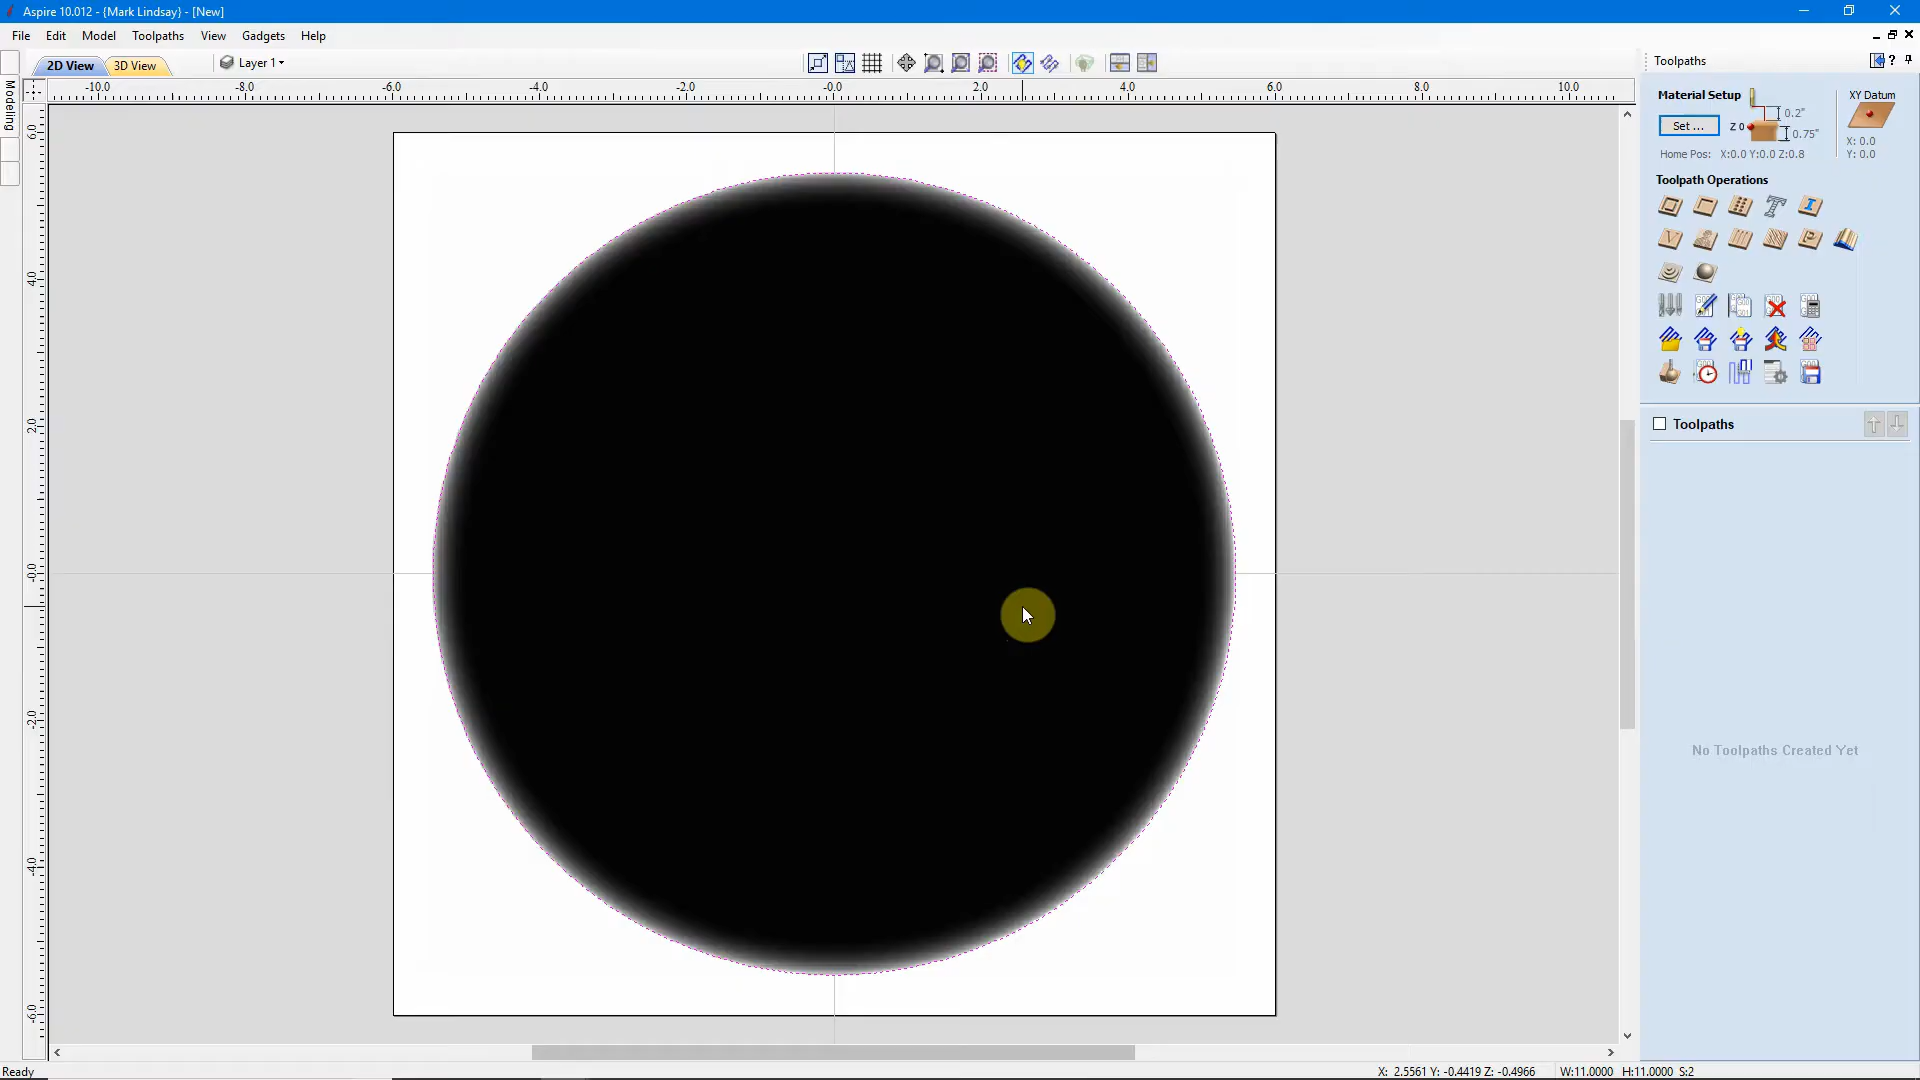 Aspire 10.012 - {Mark Lindsay} - [New]
File Edit Model Toolpaths View Gadgets Help
2D View 3D View Layer 1
Toolpaths
-10.0 -8.0 -6.0 -4.0 -2.0 -0.0 2.0 4.0 6.0 8.0 10.0
6.0
4.0
2.0
-0.0
-2.0
-4.0
-6.0
Modeling
Material Setup
0.2"
XY Datum
Set ...
Z 0
0.75"
X: 0.0
Y: 0.0
Home Pos: X:0.0 Y:0.0 Z:0.8
Toolpath Operations
Toolpaths
No Toolpaths Created Yet
Ready
X: 2.5561 Y: -0.4419 Z: -0.4966 W:11.0000 H:11.0000 S:2